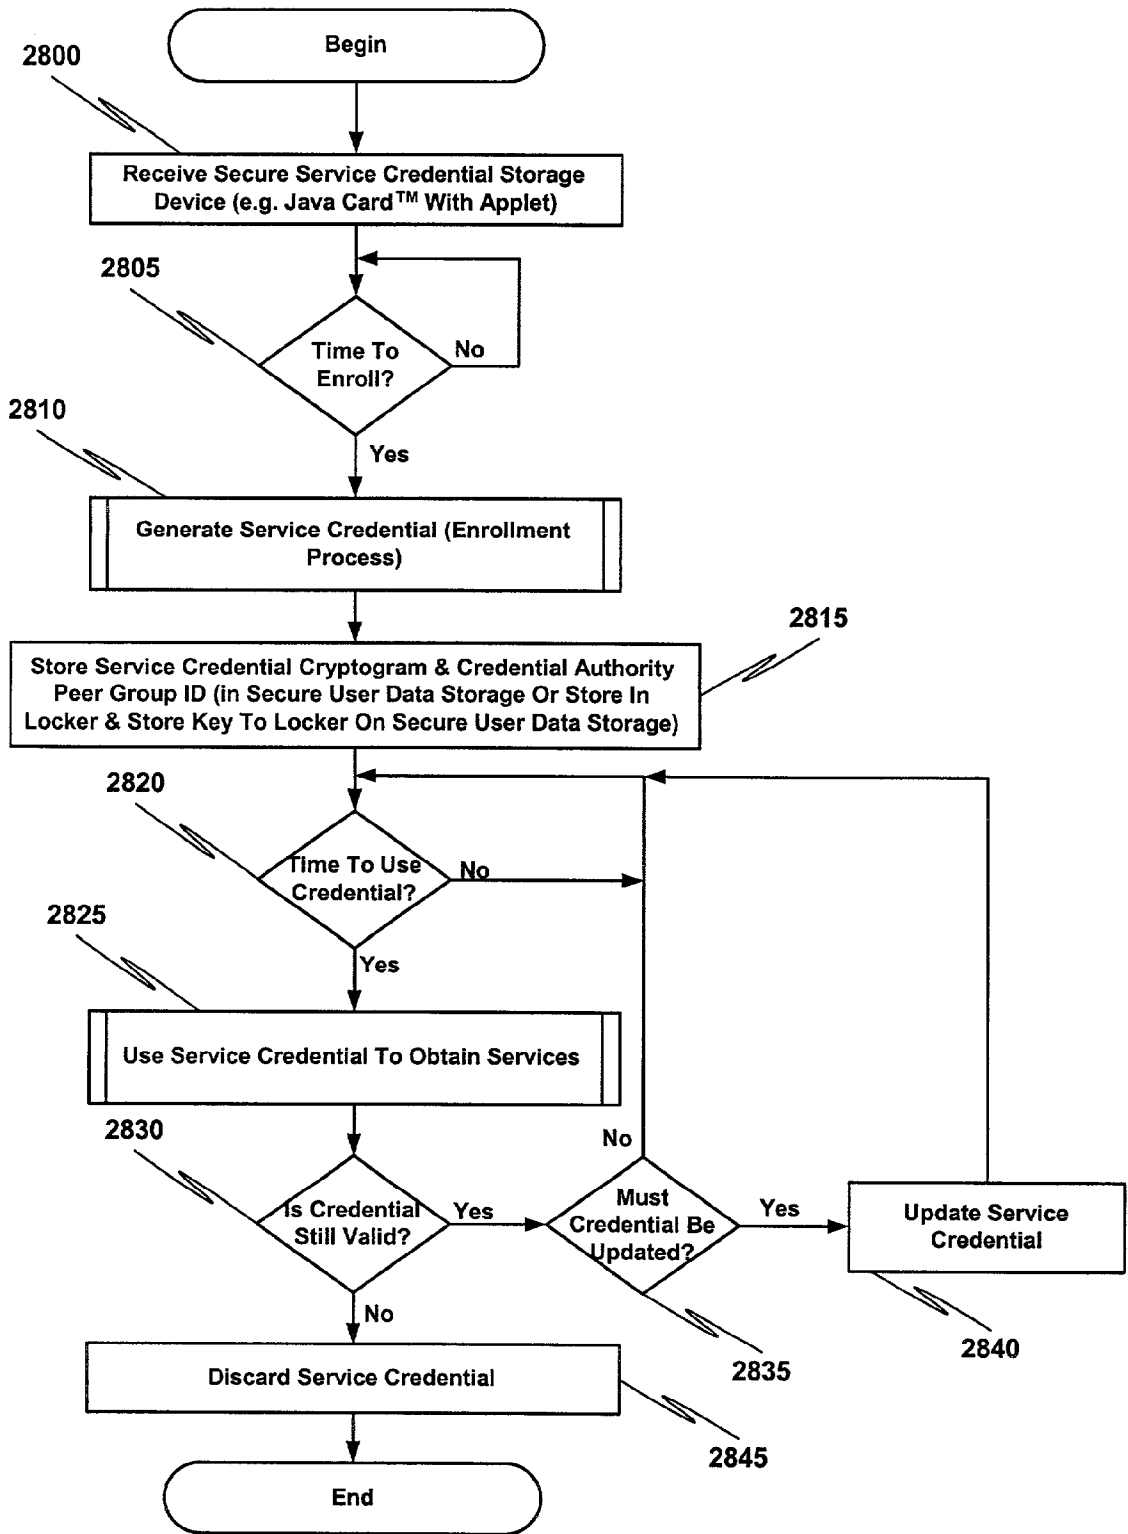 Begin
2800
Receive Secure Service Credential Storage
Device (e.g. Java Card™ With Applet)
2805
Time To
Enroll?
No
2810
Yes
Generate Service Credential (Enrollment
Process)
2815
Store Service Credential Cryptogram & Credential Authority
Peer Group ID (in Secure User Data Storage Or Store In
Locker & Store Key To Locker On Secure User Data Storage)
2820
Time To Use
Credential?
No
2825
Yes
Use Service Credential To Obtain Services
2830
No
Is Credential
Still Valid?
Yes
Must
Credential Be
Updated?
Yes
Update Service
Credential
No
2840
2835
Discard Service Credential
2845
End